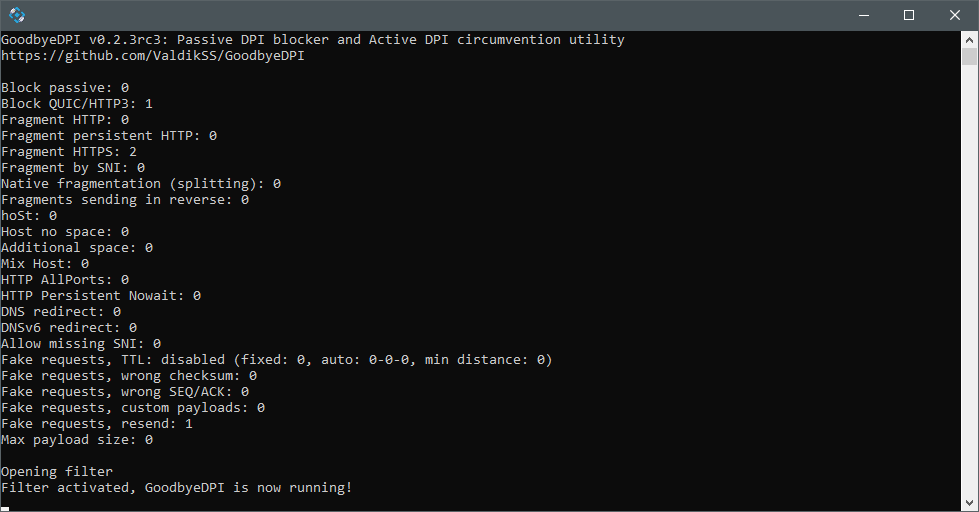 GoodbyeDPI v0.2.3rc3: Passive DPI blocker and Active DPI circumvention utility
https://github.com/ValdikSS/GoodbyeDPI
Block passive: 0
Block QUIC/HTTP3: 1
Fragment HTTP: 0
Fragment persistent HTTP: 0
Fragment HTTPS: 2
Fragment by SNI: 0
Native fragmentation (splitting): 0
Fragments sending in reverse: 0
hoSt: 0
Host no space: 0
Additional space: 0
Mix Host: 0
HTTP AllPorts: 0
HTTP Persistent Nowait: 0
DNS redirect: 0
DNSv6 redirect: 0
Allow missing SNI: 0
Fake requests, TTL: disabled (fixed: 0, auto: 0-0-0, min distance: 0)
Fake requests, wrong checksum: 0
Fake requests, wrong SEQ/ACK: 0
Fake requests, custom payloads: 0
Fake requests, resend: 1
Max payload size: 0
Opening filter
Filter activated, GoodbyeDPI is now running!